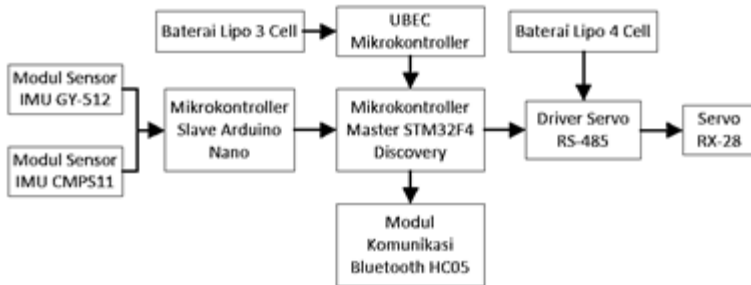 Baterai Lipo 3 Cell
UBEC
Mikrokontroller
Baterai Lipo 4 Cell
Modul Sensor
IMU GY-512
Modul Sensor
IMU CMPS11
Mikrokontroller
Slave Arduino
Nano
Mikrokontroller
Master STM32F4
Discovery
Driver Servo
RS-485
Servo
RX-28
Modul
Komunikasi
Bluetooth HC05